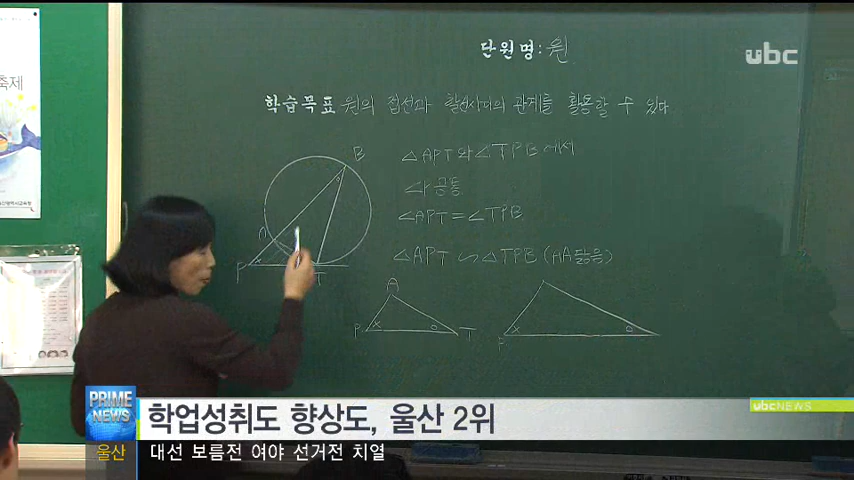 축제
단원명: 원
ubc
학습목표 원의 접선과 할선사이의 관계를 활용할 수 있다.
△APT와 △TPB에서
∠P 공통
∠APT = ∠TPB
△APT ∽ △TPB (AA닮음)
B
A
P
T
A
P
T
P
PRIME NEWS
울산
학업성취도 향상도, 울산 2위
대선 보름전 여야 선거전 치열
ubcNEWS